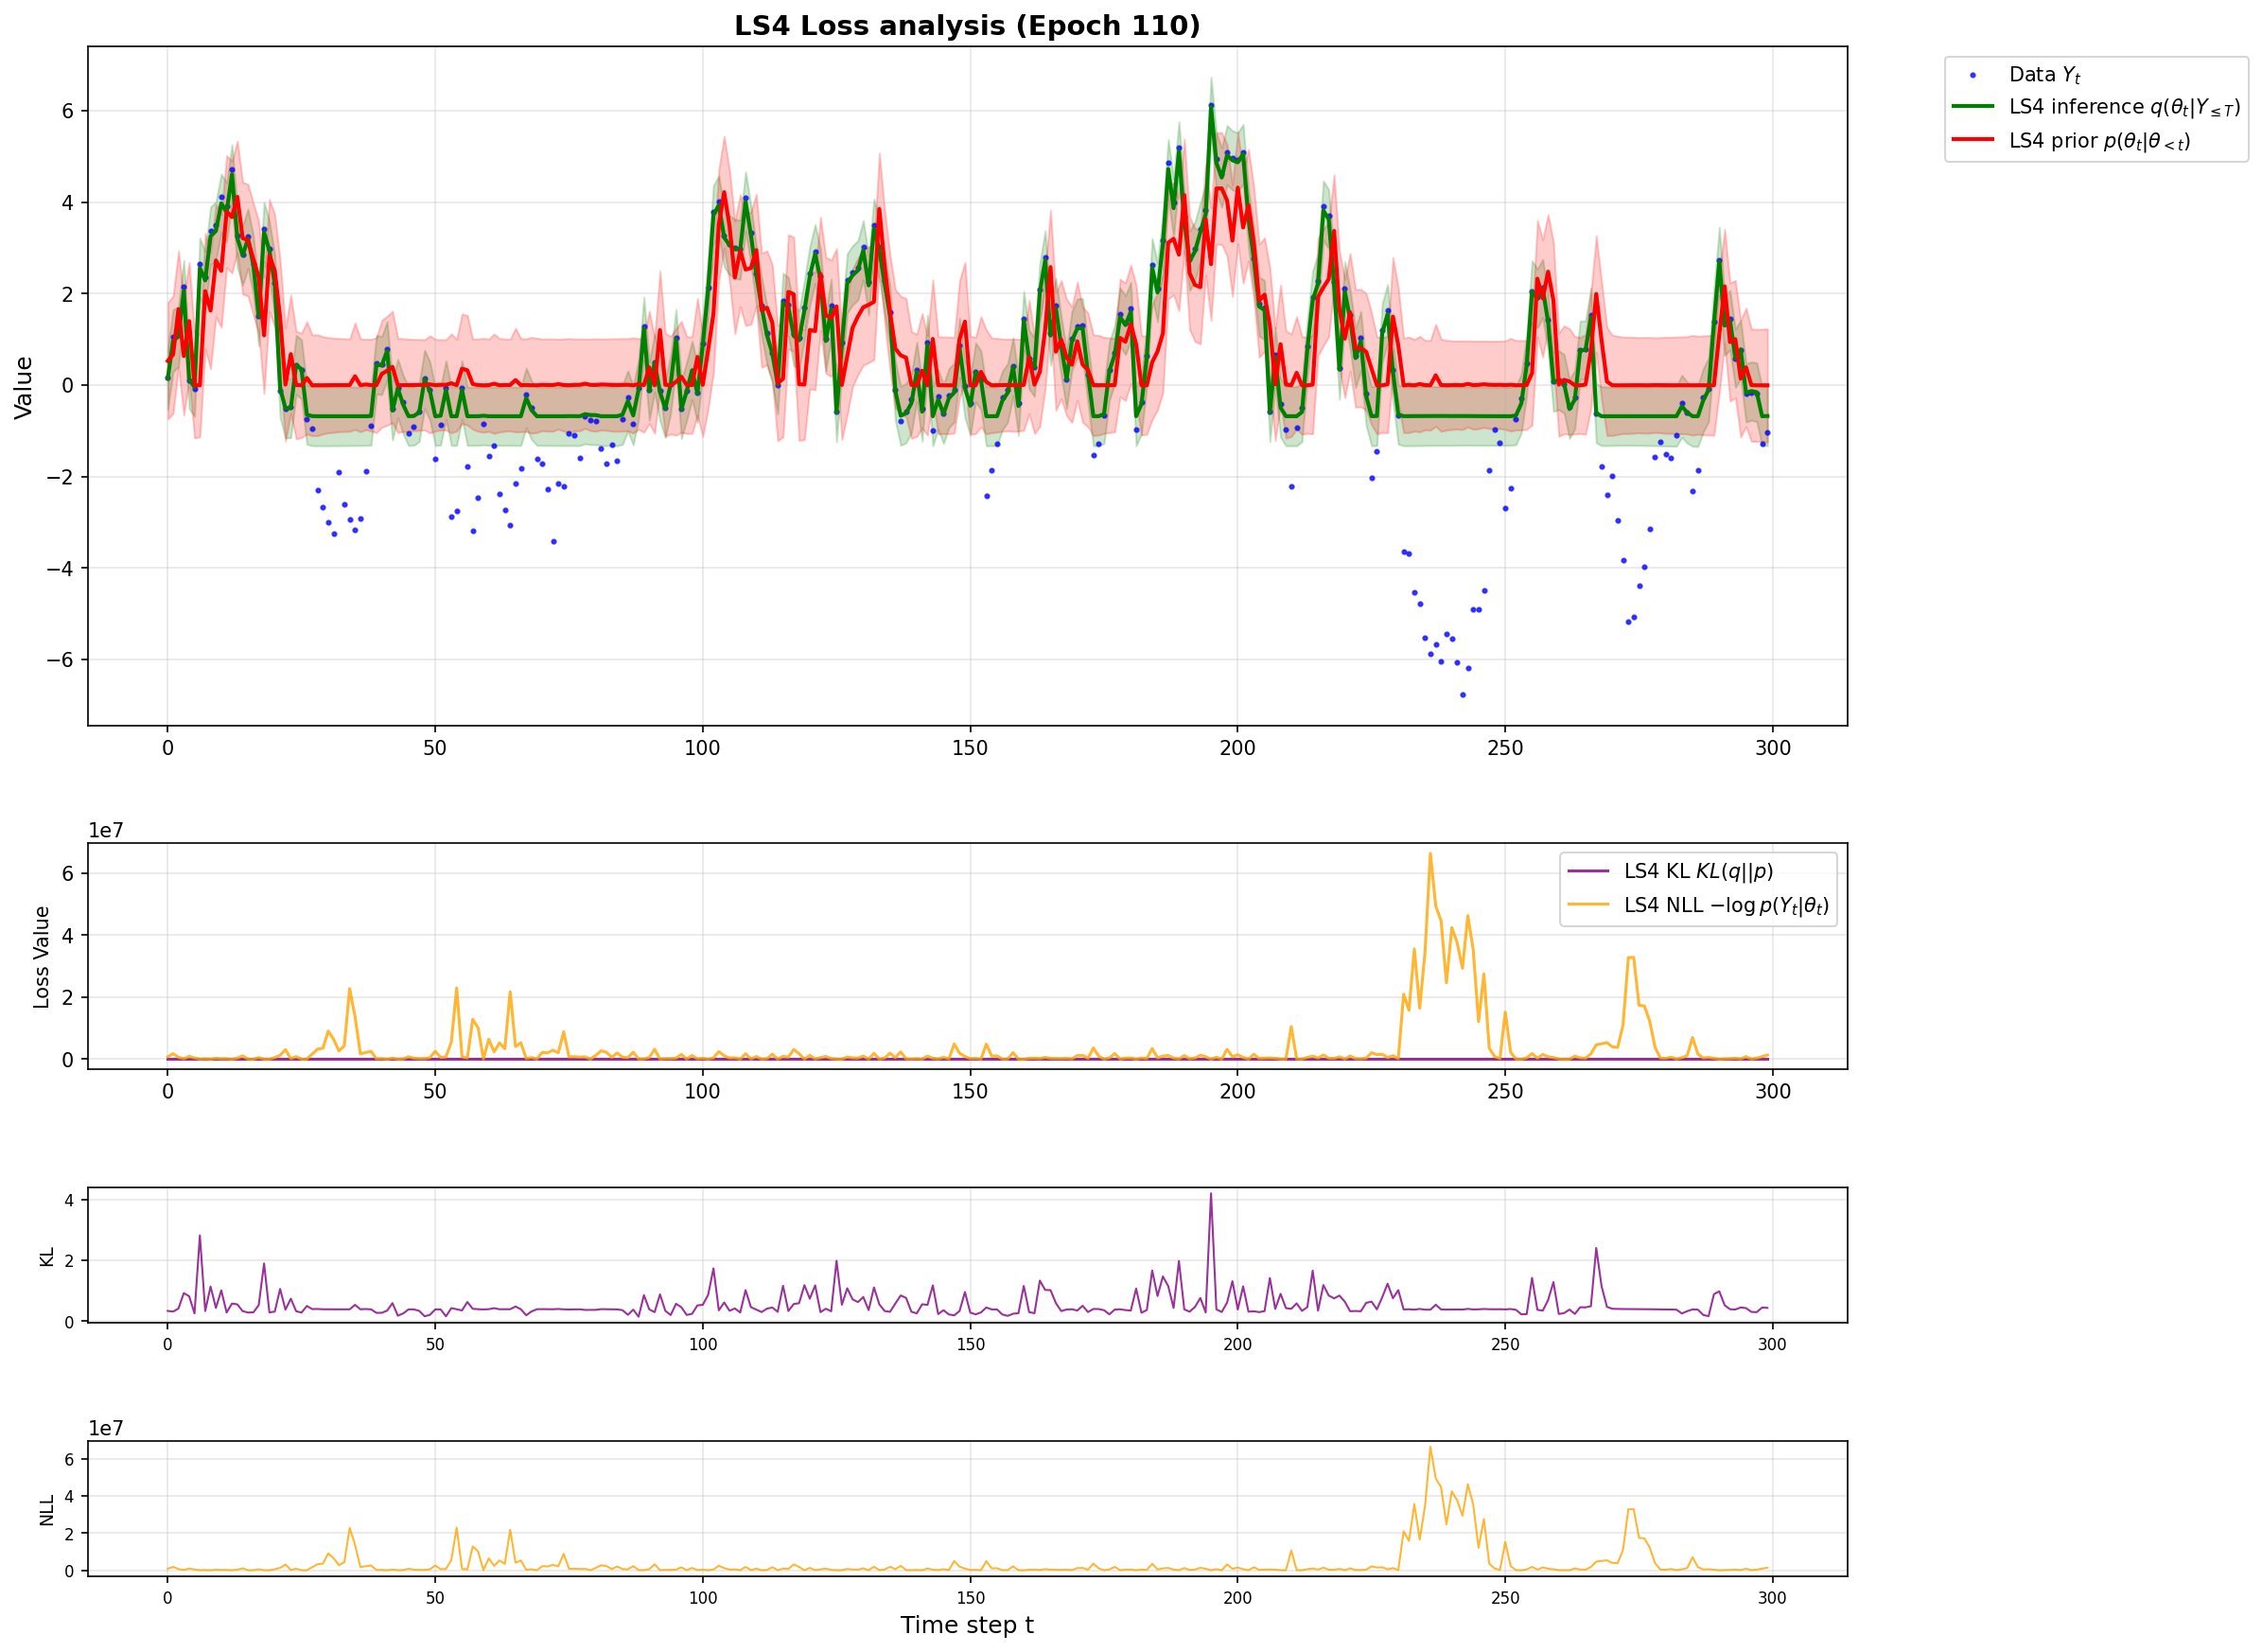 LS4 Loss analysis (Epoch 110)
Data Y_t
LS4 inference q(θ_t|Y_{≤T})
LS4 prior p(θ_t|θ_{<t})
Value
6
4
2
0
−2
−4
−6
0 50 100 150 200 250 300
1e7
LS4 KL KL(q||p)
LS4 NLL −log p(Y_t|θ_t)
Loss Value
6
4
2
0
0 50 100 150 200 250 300
KL
4
2
0
0 50 100 150 200 250 300
1e7
NLL
6
4
2
0
0 50 100 150 200 250 300
Time step t